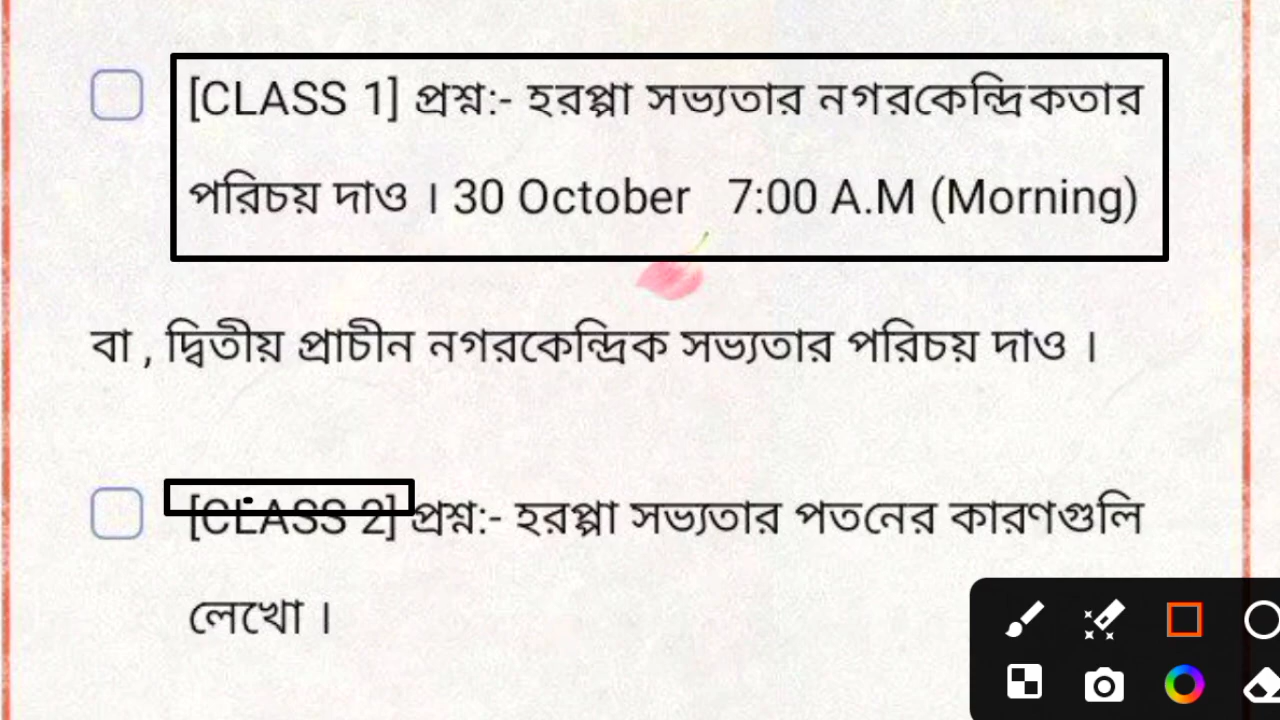 [CLASS 1] প্রশ্ন:- হরপ্পা সভ্যতার নগরকেন্দ্রিকতার
পরিচয় দাও । 30 October 7:00 A.M (Morning)
বা , দ্বিতীয় প্রাচীন নগরকেন্দ্রিক সভ্যতার পরিচয় দাও ।
[CLASS 2] প্রশ্ন:- হরপ্পা সভ্যতার পতনের কারণগুলি
লেখো ।